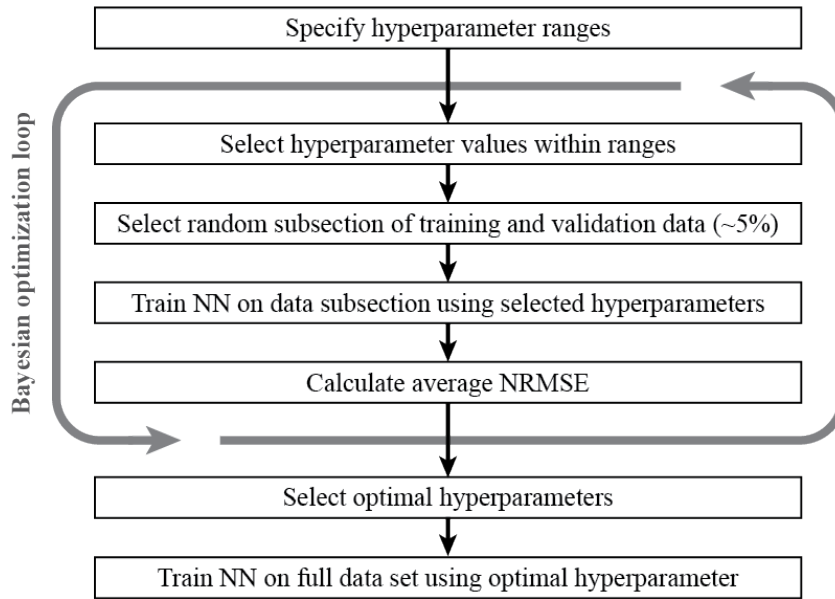 Specify hyperparameter ranges
Bayesian optimization loop
Select hyperparameter values within ranges
Select random subsection of training and validation data (~5%)
Train NN on data subsection using selected hyperparameters
Calculate average NRMSE
Select optimal hyperparameters
Train NN on full data set using optimal hyperparameter